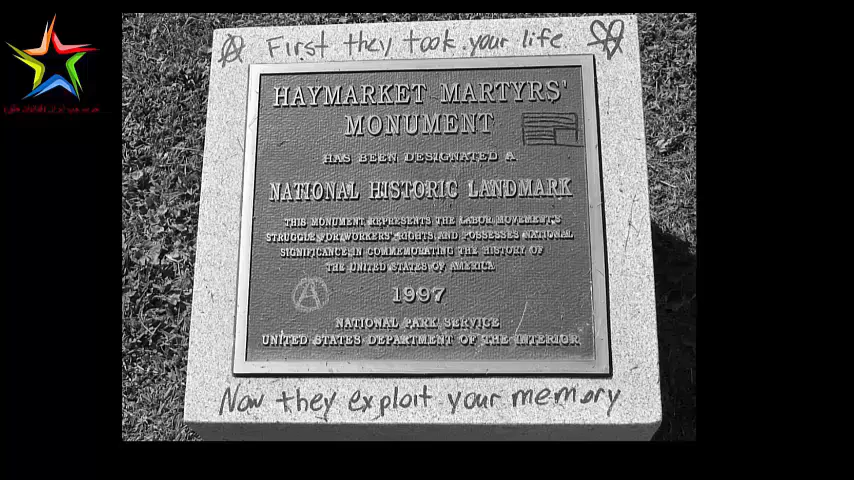 First they took your life
HAYMARKET MARTYRS'
MONUMENT
HAS BEEN DESIGNATED A
NATIONAL HISTORIC LANDMARK
THIS MONUMENT REPRESENTS THE LABOR MOVEMENT'S
STRUGGLE FOR WORKERS' RIGHTS AND POSSESSES NATIONAL
SIGNIFICANCE IN COMMEMORATING THE HISTORY OF
THE UNITED STATES OF AMERICA
1997
NATIONAL PARK SERVICE
UNITED STATES DEPARTMENT OF THE INTERIOR
Now they exploit your memory